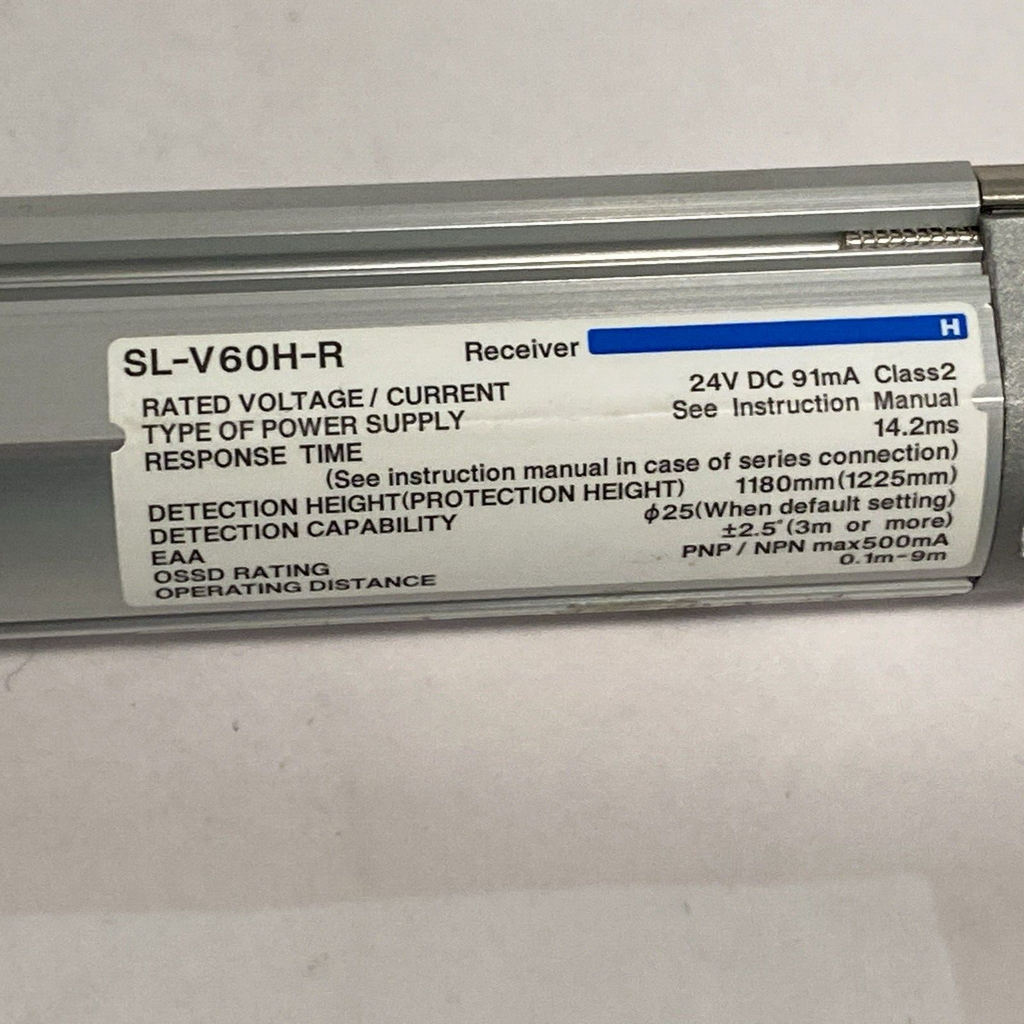 SL-V60H-R Receiver H
RATED VOLTAGE / CURRENT 24V DC 91mA Class2
TYPE OF POWER SUPPLY See Instruction Manual
RESPONSE TIME 14.2ms
(See instruction manual in case of series connection)
DETECTION HEIGHT(PROTECTION HEIGHT) 1180mm(1225mm)
DETECTION CAPABILITY ϕ25(When default setting)
EAA ±2.5°(3m or more)
OSSD RATING PNP / NPN max500mA
OPERATING DISTANCE 0.1m-9m